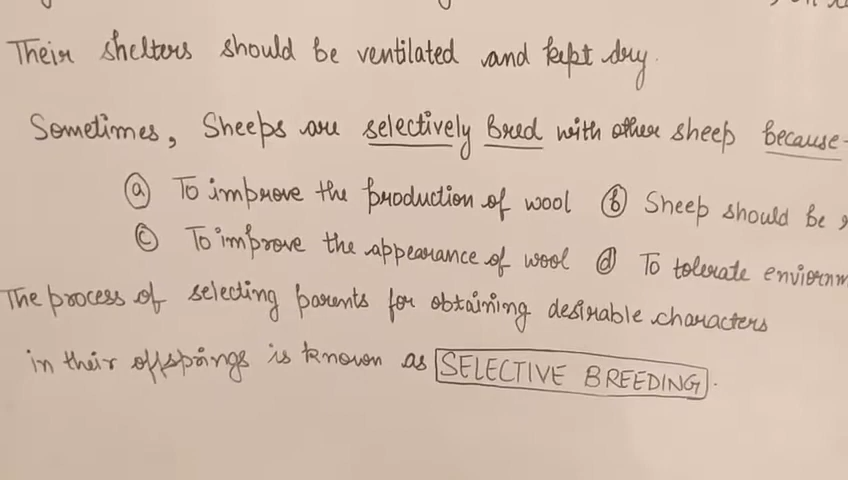 Their shelters should be ventilated and kept dry.
Sometimes, Sheeps are selectively Bred with other sheep because-
(a) To improve the production of wool (b) Sheep should be
(c) To improve the appearance of wool (d) To tolerate enviornm
The process of selecting parents for obtaining desirable characters
in their offsprings is known as SELECTIVE BREEDING.